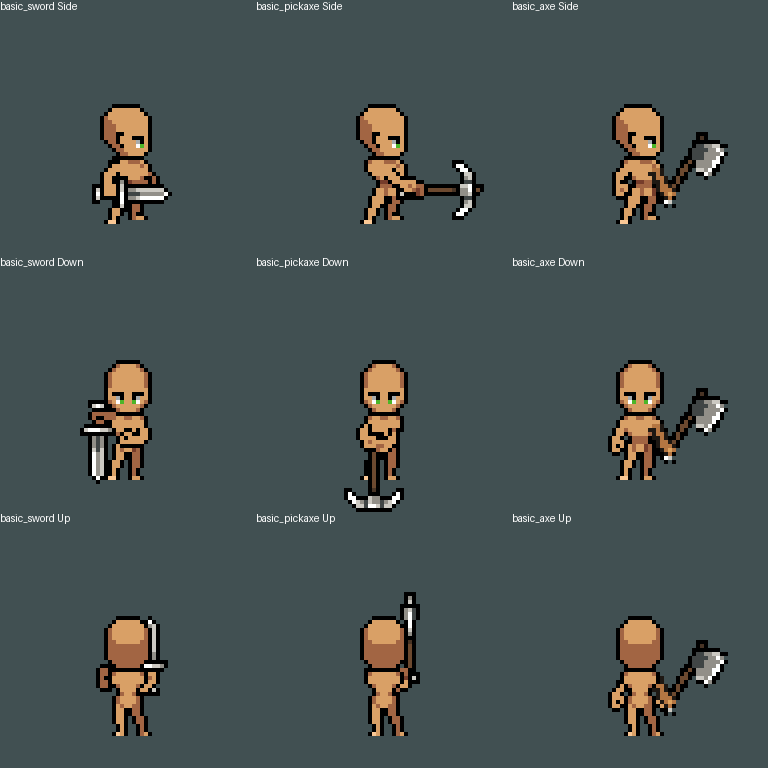 basic_sword Side
basic_pickaxe Side
basic_axe Side
basic_sword Down
basic_pickaxe Down
basic_axe Down
basic_sword Up
basic_pickaxe Up
basic_axe Up